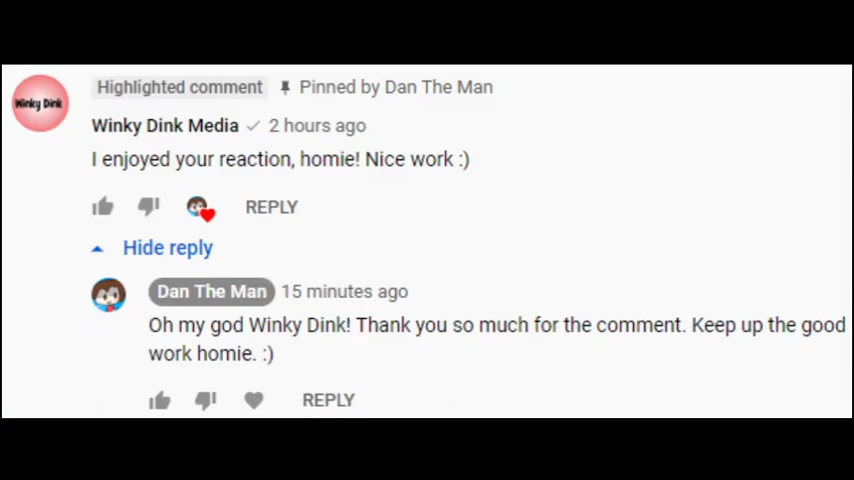 Highlighted comment Pinned by Dan The Man
Winky Dink
Winky Dink Media 2 hours ago
I enjoyed your reaction, homie! Nice work :)
REPLY
Hide reply
Dan The Man 15 minutes ago
Oh my god Winky Dink! Thank you so much for the comment. Keep up the good
work homie. :)
REPLY